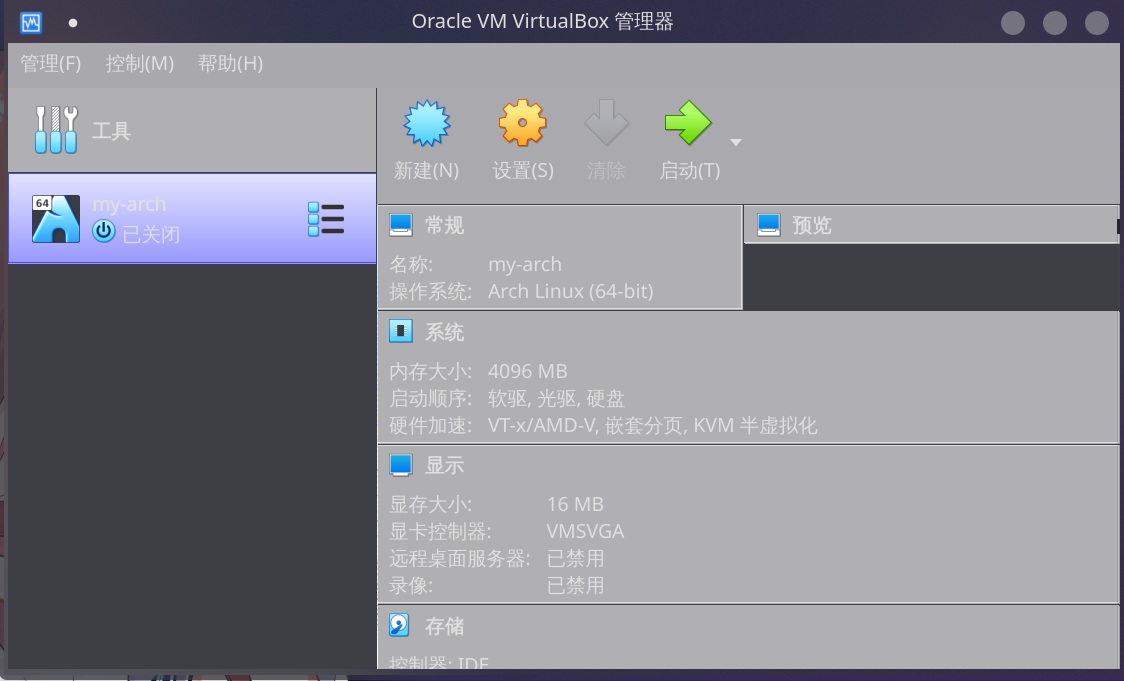 Oracle VM VirtualBox 管理器
管理(F) 控制(M) 帮助(H)
工具
新建(N) 设置(S) 清除 启动(T)
64
my-arch
已关闭
常规
名称: my-arch
操作系统: Arch Linux (64-bit)
预览
系统
内存大小: 4096 MB
启动顺序: 软驱, 光驱, 硬盘
硬件加速: VT-x/AMD-V, 嵌套分页, KVM 半虚拟化
显示
显存大小: 16 MB
显卡控制器: VMSVGA
远程桌面服务器: 已禁用
录像: 已禁用
存储
控制器: IDE